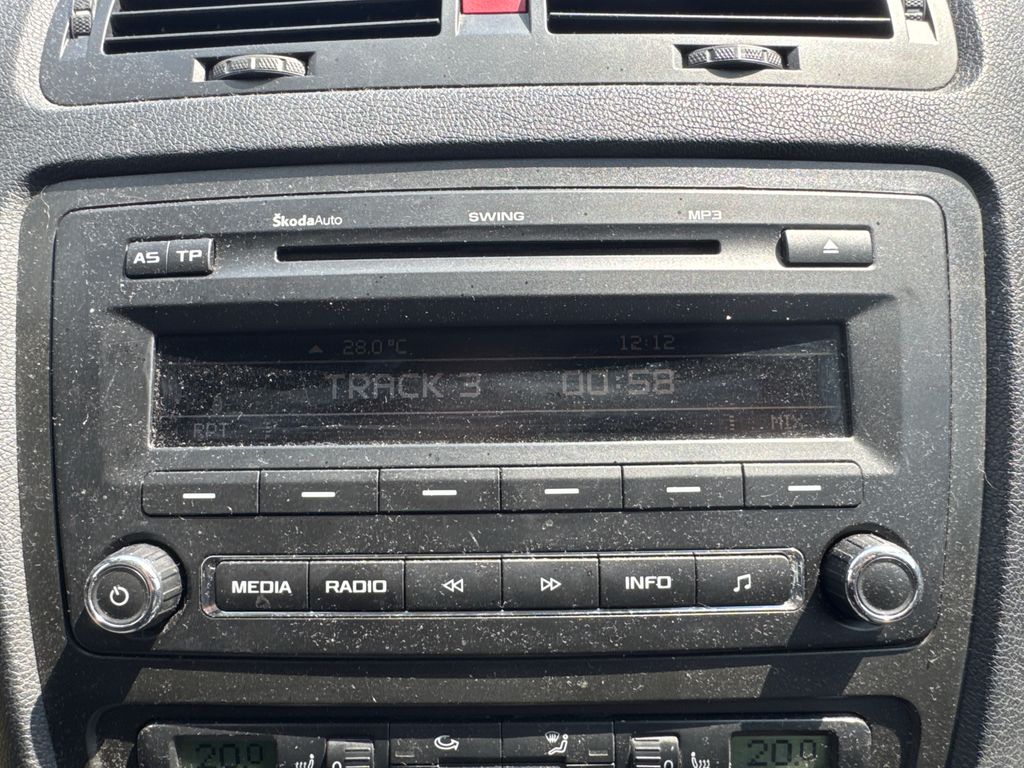 ŠkodaAuto SWING MP3
AS TP
28.0 °C 12:12
TRACK 3 00:58
RPT MIX
MEDIA RADIO INFO
20.0 20.0